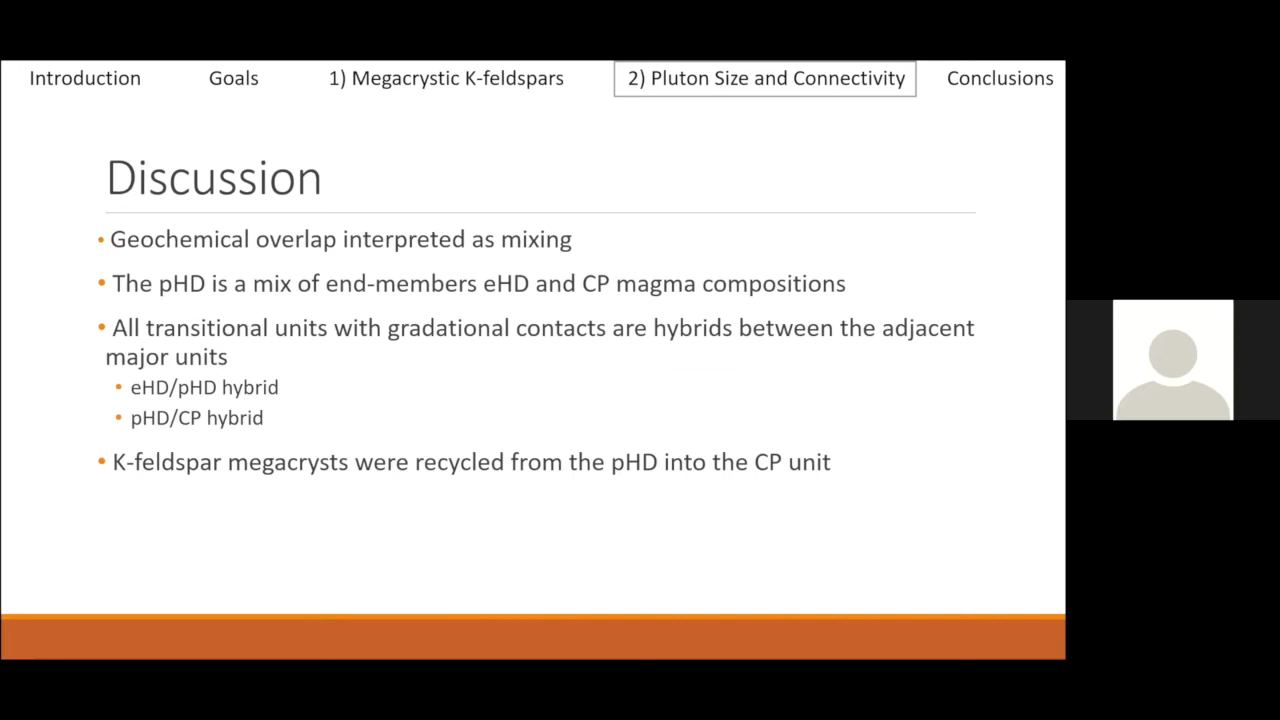 Introduction Goals 1) Megacrystic K-feldspars 2) Pluton Size and Connectivity Conclusions
Discussion
• Geochemical overlap interpreted as mixing
• The pHD is a mix of end-members eHD and CP magma compositions
• All transitional units with gradational contacts are hybrids between the adjacent
major units
• eHD/pHD hybrid
• pHD/CP hybrid
• K-feldspar megacrysts were recycled from the pHD into the CP unit